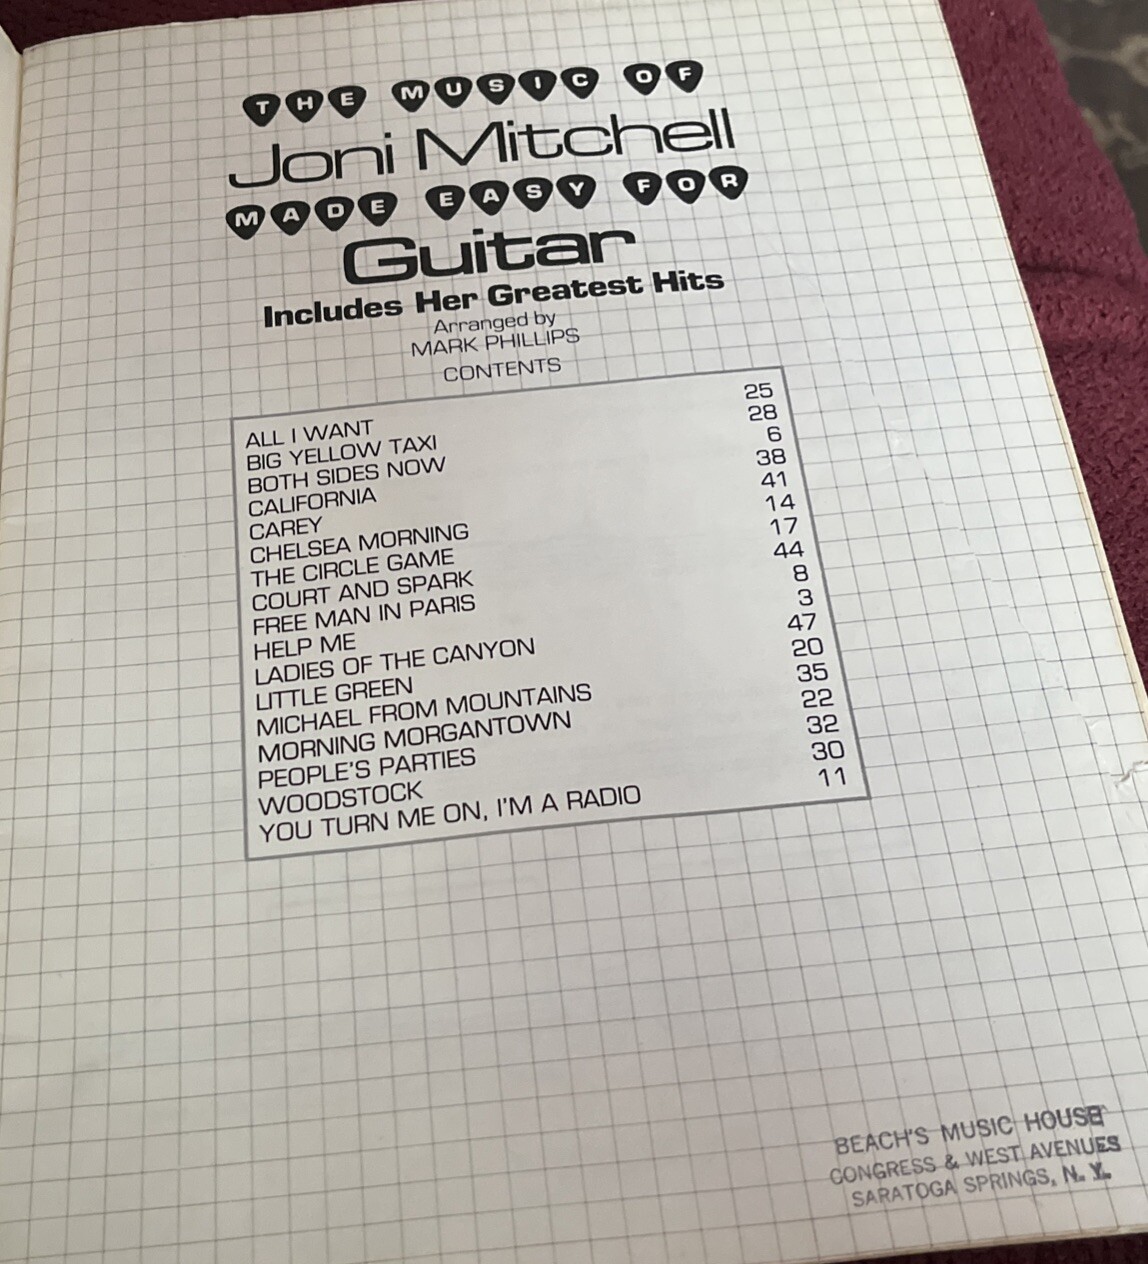 THE MUSIC OF
Joni Mitchell
MADE EASY FOR
Guitar
Includes Her Greatest Hits
Arranged by
MARK PHILLIPS
CONTENTS
ALL I WANT 25
BIG YELLOW TAXI 28
BOTH SIDES NOW 6
CALIFORNIA 38
CAREY 41
CHELSEA MORNING 14
THE CIRCLE GAME 17
COURT AND SPARK 44
FREE MAN IN PARIS 8
HELP ME 3
LADIES OF THE CANYON 47
LITTLE GREEN 20
MICHAEL FROM MOUNTAINS 35
MORNING MORGANTOWN 22
PEOPLE'S PARTIES 32
WOODSTOCK 30
YOU TURN ME ON, I'M A RADIO 11
BEACH'S MUSIC HOUSE
CONGRESS & WEST AVENUES
SARATOGA SPRINGS, N. Y.